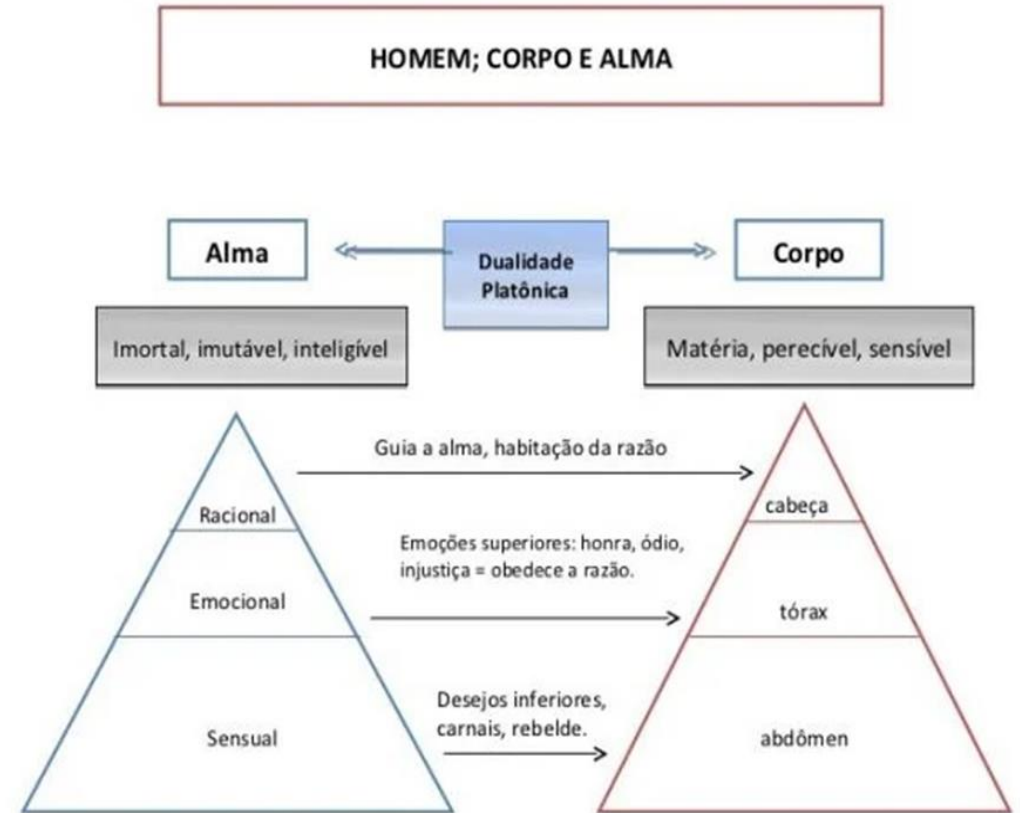 HOMEM; CORPO E ALMA
Alma
Dualidade
Platônica
Corpo
Imortal, imutável, inteligível
Matéria, perecível, sensível
Guia a alma, habitação da razão
Racional
cabeça
Emoções superiores: honra, ódio,
injustiça = obedece a razão.
Emocional
tórax
Desejos inferiores,
carnais, rebelde.
Sensual
abdômen